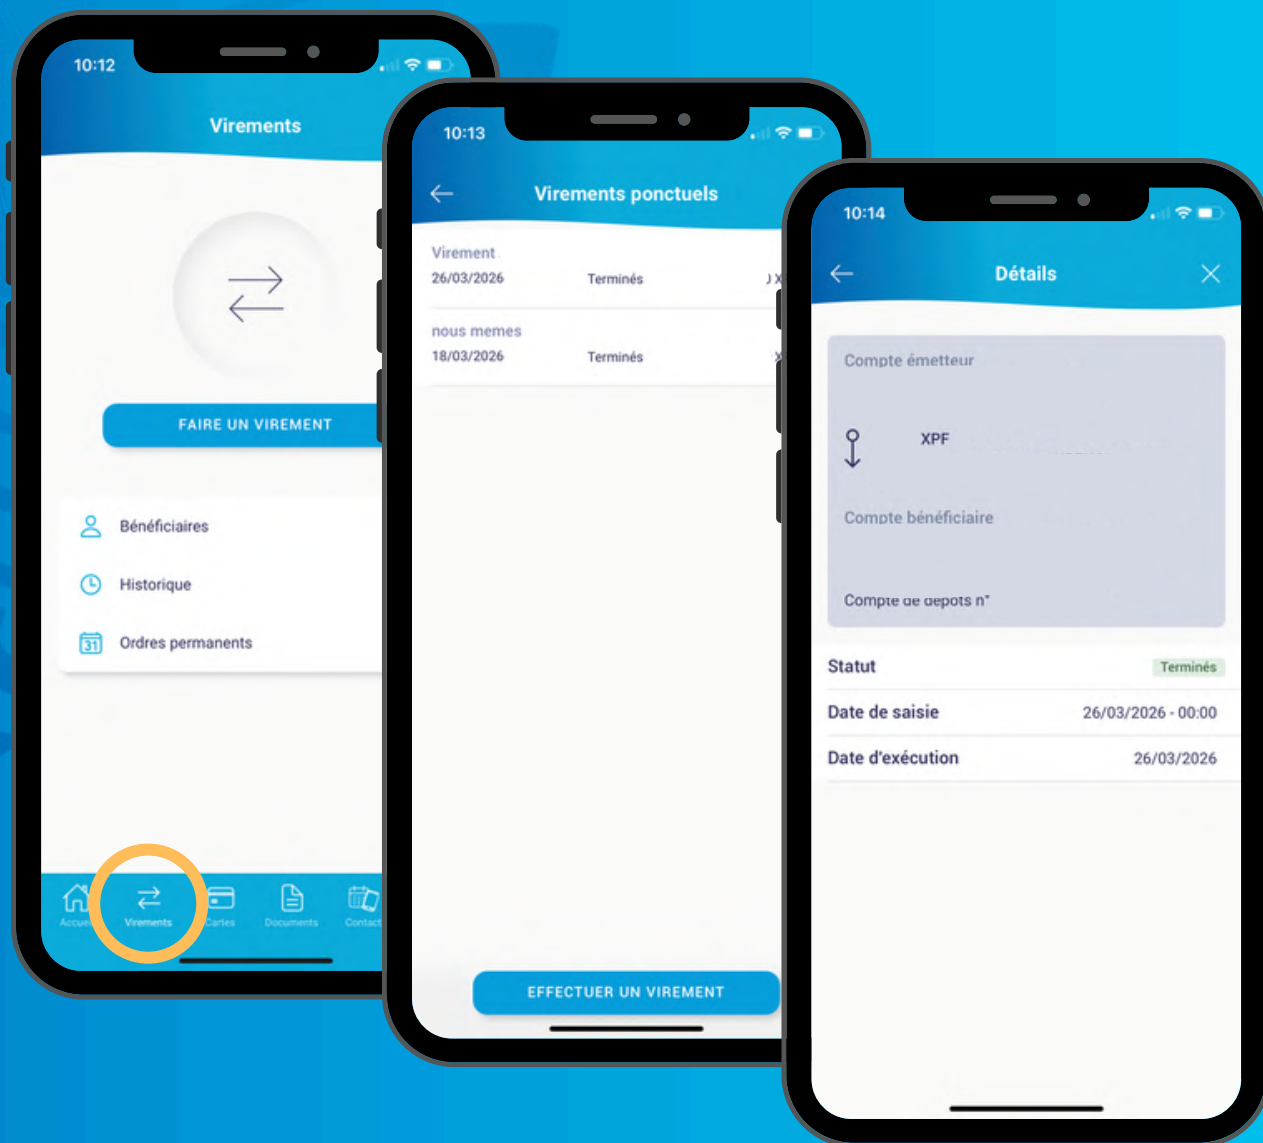 10:12
Virements
FAIRE UN VIREMENT
Bénéficiaires
Historique
31
Ordres permanents
Virements
Cartes
Documents
Contact
10:13
Virements ponctuels
Virement
26/03/2026 Terminés
nous memes
18/03/2026 Terminés
EFFECTUER UN VIREMENT
10:14
Détails
Compte émetteur
XPF
Compte bénéficiaire
Compte de depots n°
Statut Terminés
Date de saisie 26/03/2026 - 00:00
Date d'exécution 26/03/2026